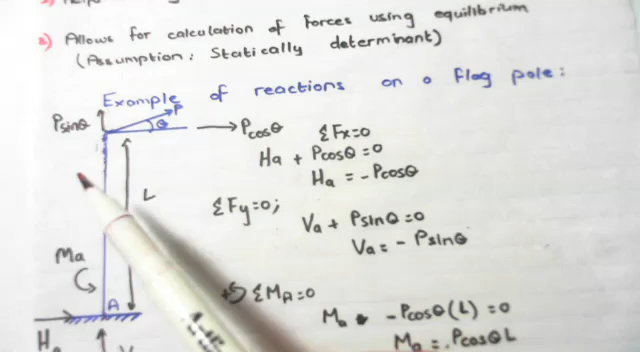 3) Allows for calculation of forces using equilibrium
(Assumption: Statically determinant)
Example of reactions on a flag pole:
Psinθ
P
θ
Pcosθ
ΣFx=0
Ha + Pcosθ=0
Ha = -Pcosθ
L
ΣFy=0;
Va + Psinθ=0
Va = - Psinθ
Ma
A
ΣMA=0
-Pcosθ(L) =0
Pcosθ L